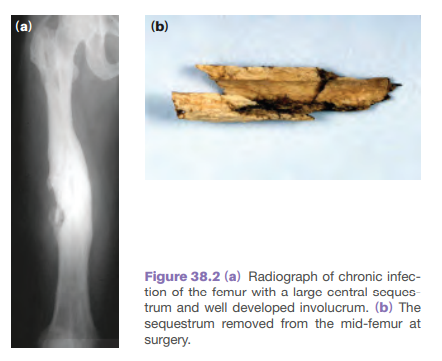 (a)
(b)
Figure 38.2 (a) Radiograph of chronic infec-
tion of the femur with a large central seques-
trum and well developed involucrum. (b) The
sequestrum removed from the mid-femur at
surgery.